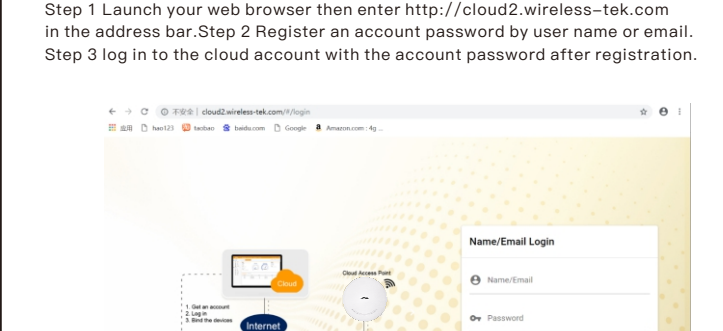 Step 1 Launch your web browser then enter http://cloud2.wireless–tek.com
in the address bar.Step 2 Register an account password by user name or email.
Step 3 log in to the cloud account with the account password after registration.
不安全 | cloud2.wireless-tek.com/#/login
应用 hao123 taobao baidu.com Google Amazon.com : 4g ...
Name/Email Login
Cloud Access Point
Name/Email
Cloud
1. Get an account
2. Log in
3. Bind the devices
Password
Internet